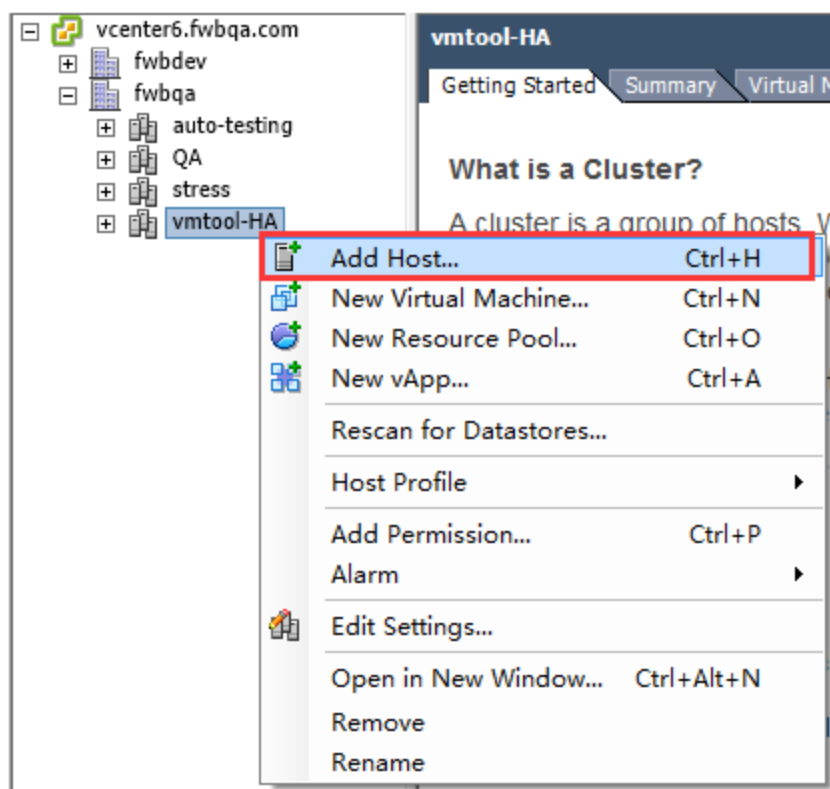 vcenter6.fwbqa.com
fwbdev
fwbqa
auto-testing
QA
stress
vmtool-HA
vmtool-HA
Getting Started Summary Virtual
What is a Cluster?
A cluster is a group of hosts.
Add Host... Ctrl+H
New Virtual Machine... Ctrl+N
New Resource Pool... Ctrl+O
New vApp... Ctrl+A
Rescan for Datastores...
Host Profile
Add Permission... Ctrl+P
Alarm
Edit Settings...
Open in New Window... Ctrl+Alt+N
Remove
Rename